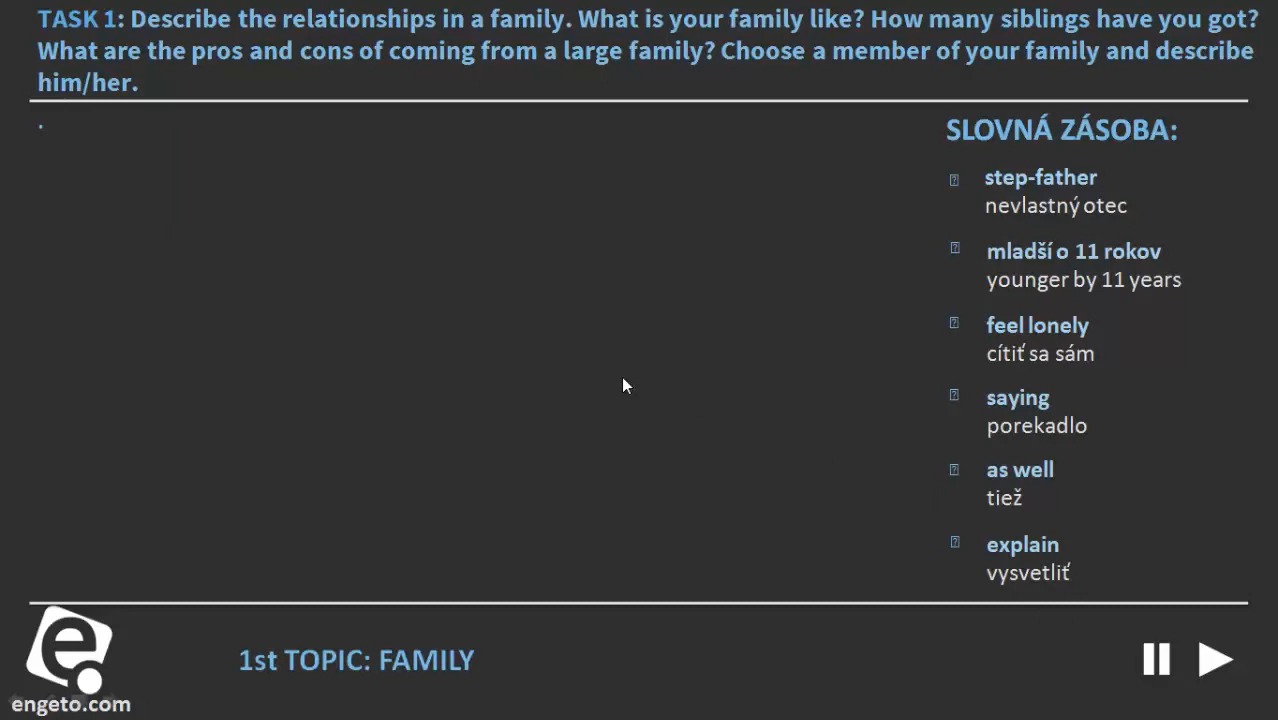 TASK 1: Describe the relationships in a family. What is your family like? How many siblings have you got?
What are the pros and cons of coming from a large family? Choose a member of your family and describe
him/her.
SLOVNÁ ZÁSOBA:
step-father
nevlastný otec
mladší o 11 rokov
younger by 11 years
feel lonely
cítiť sa sám
saying
porekadlo
as well
tiež
explain
vysvetliť
1st TOPIC: FAMILY
engeto.com